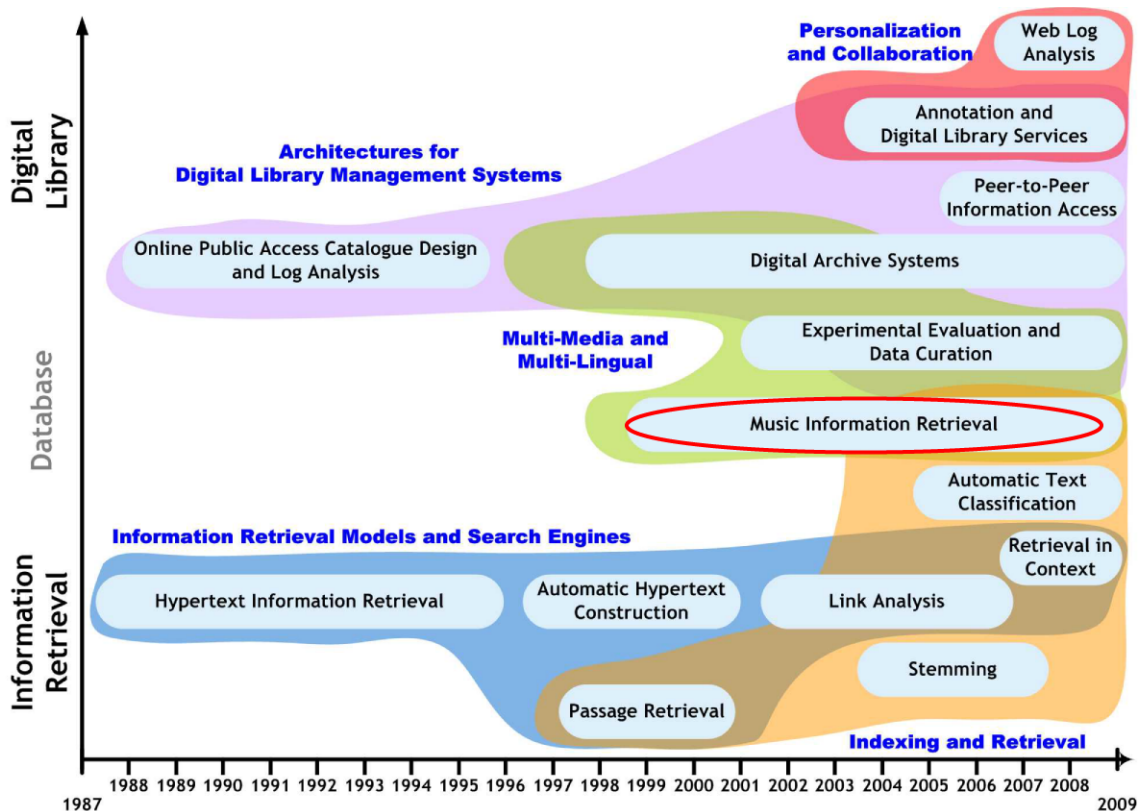 Digital
Library
Database
Information
Retrieval
Personalization
and Collaboration
Web Log
Analysis
Annotation and
Digital Library Services
Architectures for
Digital Library Management Systems
Peer-to-Peer
Information Access
Online Public Access Catalogue Design
and Log Analysis
Digital Archive Systems
Multi-Media and
Multi-Lingual
Experimental Evaluation and
Data Curation
Music Information Retrieval
Automatic Text
Classification
Information Retrieval Models and Search Engines
Retrieval in
Context
Hypertext Information Retrieval
Automatic Hypertext
Construction
Link Analysis
Stemming
Passage Retrieval
Indexing and Retrieval
1987 1988 1989 1990 1991 1992 1993 1994 1995 1996 1997 1998 1999 2000 2001 2002 2003 2004 2005 2006 2007 2008 2009